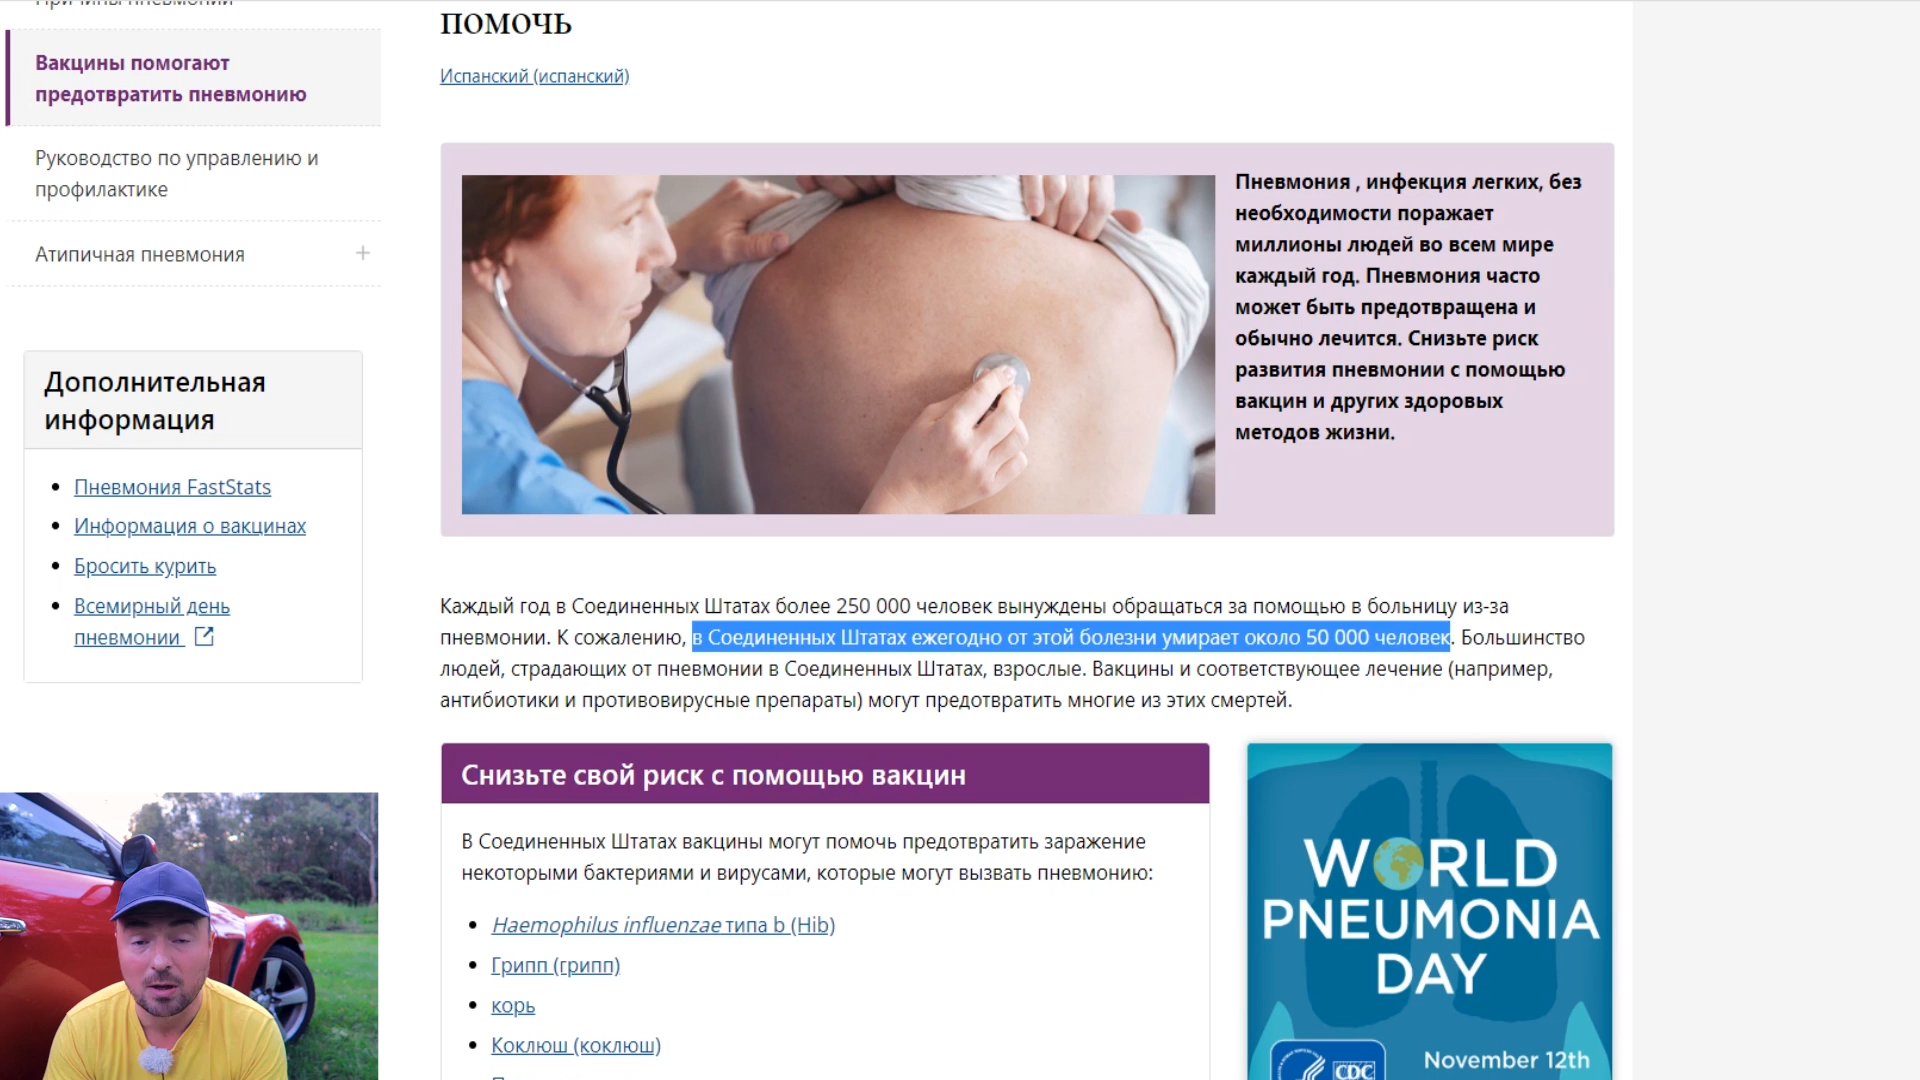 Причины пневмонии
Вакцины помогают
предотвратить пневмонию
Руководство по управлению и
профилактике
Атипичная пневмония
Дополнительная
информация
Пневмония FastStats
Информация о вакцинах
Бросить курить
Всемирный день
пневмонии
помочь
Испанский (испанский)
Пневмония , инфекция легких, без
необходимости поражает
миллионы людей во всем мире
каждый год. Пневмония часто
может быть предотвращена и
обычно лечится. Снизьте риск
развития пневмонии с помощью
вакцин и других здоровых
методов жизни.
Каждый год в Соединенных Штатах более 250 000 человек вынуждены обращаться за помощью в больницу из-за
пневмонии. К сожалению, в Соединенных Штатах ежегодно от этой болезни умирает около 50 000 человек. Большинство
людей, страдающих от пневмонии в Соединенных Штатах, взрослые. Вакцины и соответствующее лечение (например,
антибиотики и противовирусные препараты) могут предотвратить многие из этих смертей.
Снизьте свой риск с помощью вакцин
В Соединенных Штатах вакцины могут помочь предотвратить заражение
некоторыми бактериями и вирусами, которые могут вызвать пневмонию:
Haemophilus influenzae типа b (Hib)
Грипп (грипп)
корь
Коклюш (коклюш)
WORLD
PNEUMONIA
DAY
November 12th
CDC